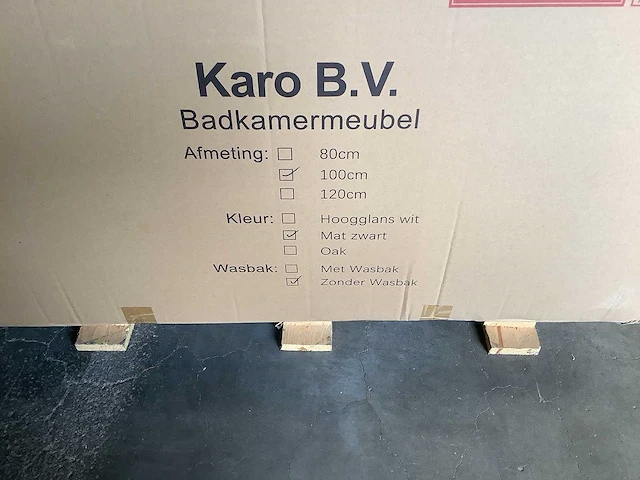 Karo B.V.
Badkamermeubel
Afmeting: ☐ 80cm
☑ 100cm
☐ 120cm
Kleur: ☐ Hoogglans wit
☑ Mat zwart
☐ Oak
Wasbak: ☐ Met Wasbak
☑ Zonder Wasbak